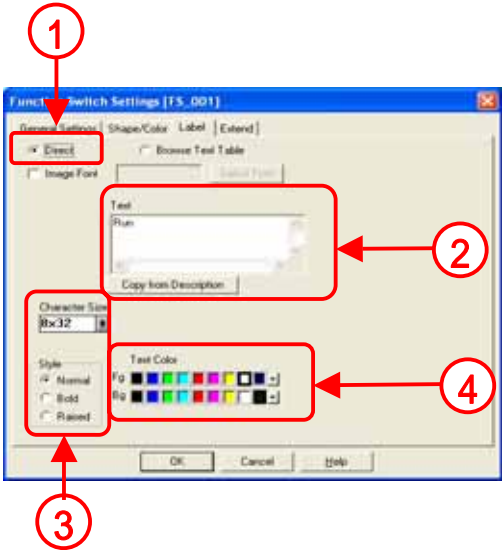 1
Function Switch Settings [FS_001]
General Settings Shape/Color Label Extend
Direct Browse Text Table
Image Font Select Font
Text
Run
Copy from Description
2
Character Size
8x32
Style
Normal
Bold
Raised
Text Color
Fg
Bg
4
OK Cancel Help
3